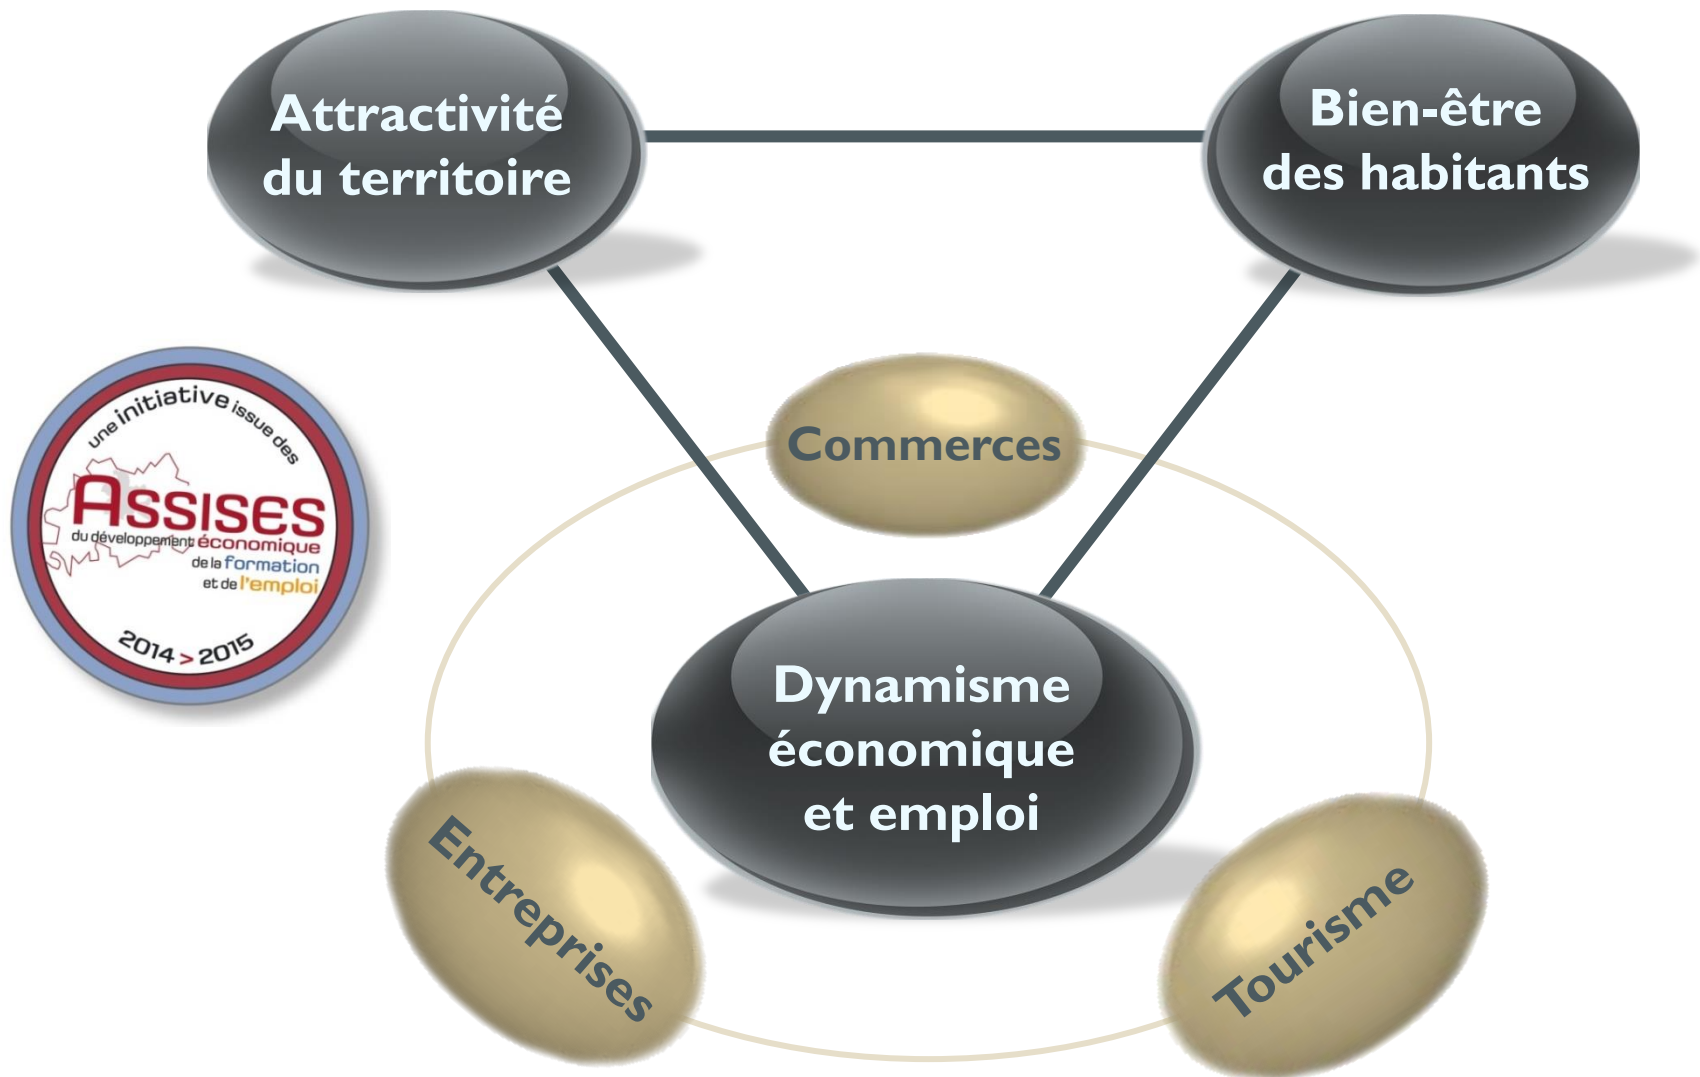 Attractivité
du territoire
Bien-être
des habitants
une initiative issue des
ASSISES
du développement économique
de la formation
et de l'emploi
2014 > 2015
Commerces
Dynamisme
économique
et emploi
Entreprises
Tourisme